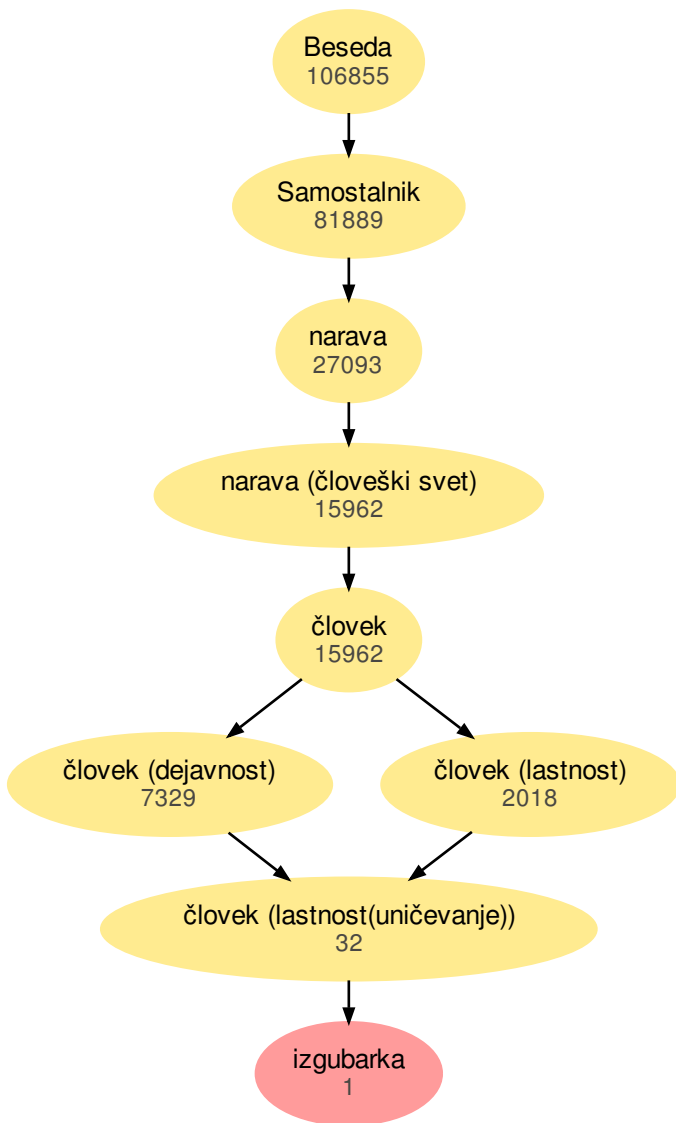 Beseda
106855
Samostalnik
81889
narava
27093
narava (človeški svet)
15962
človek
15962
človek (dejavnost)
7329
človek (lastnost)
2018
človek (lastnost(uničevanje))
32
izgubarka
1